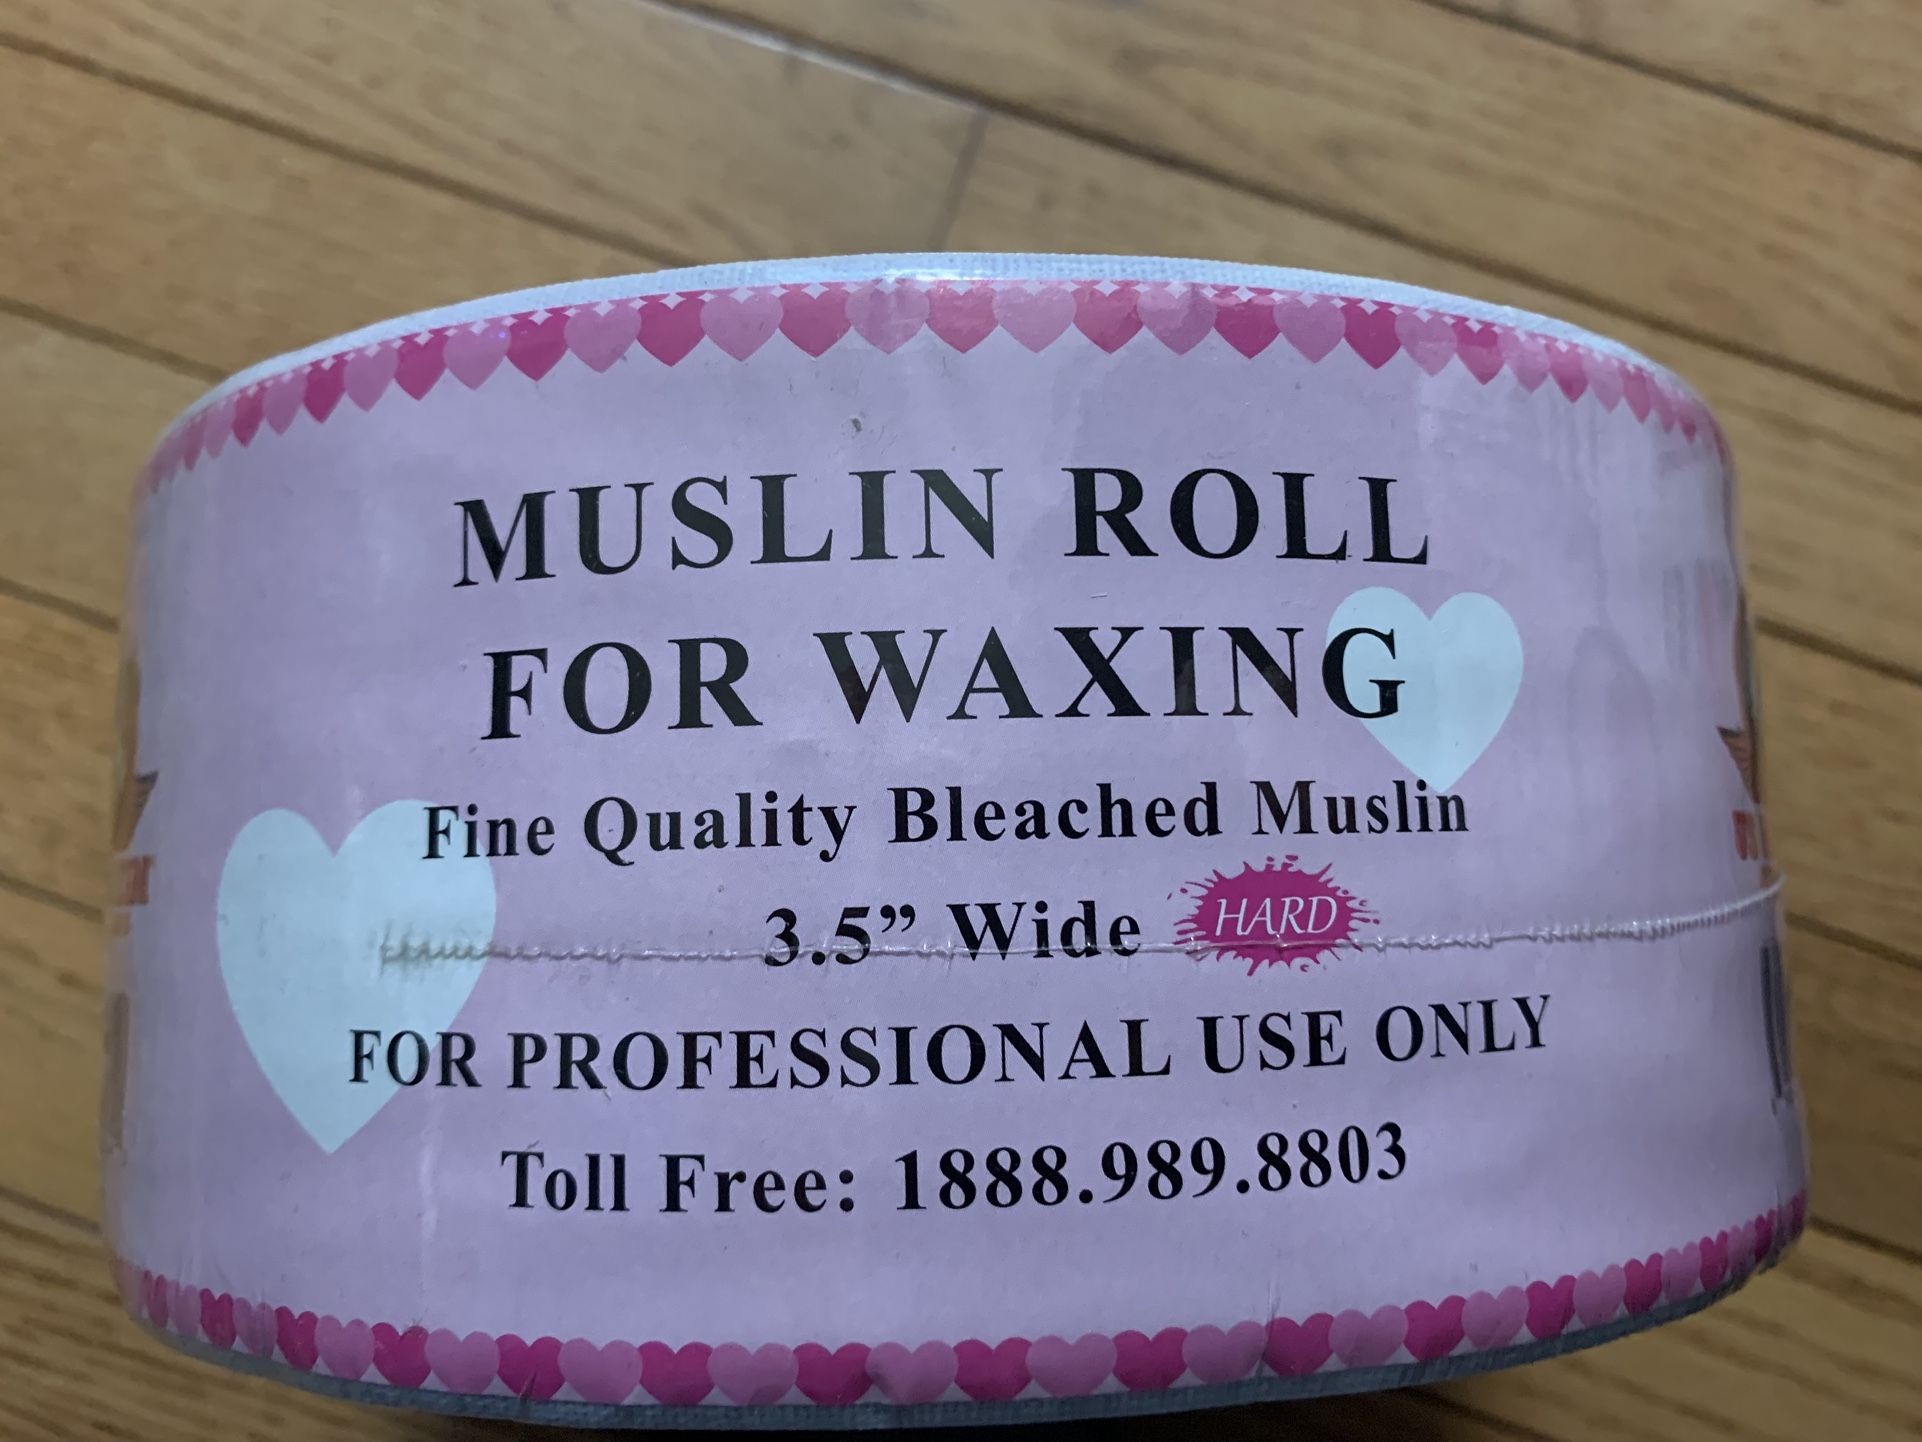 MUSLIN ROLL
FOR WAXING
Fine Quality Bleached Muslin
3.5” Wide HARD
FOR PROFESSIONAL USE ONLY
Toll Free: 1888.989.8803